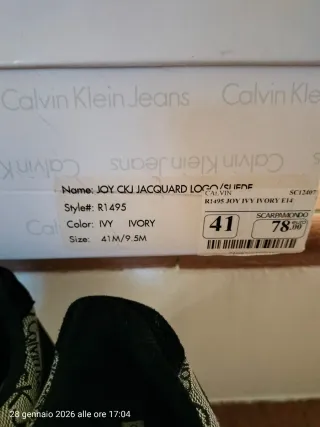 Calvin Klein Jeans
Calvin Kl
Calvin Klein Jeans
Name: JOY CKJ JACQUARD LOGO/SUEDE
Style#: R1495
Color: IVY IVORY
Size: 41M/9.5M
CALVIN SC12407
R1495 JOY IVY IVORY E14
41
SCARPAMONDO
78.00
28 gennaio 2026 alle ore 17:04